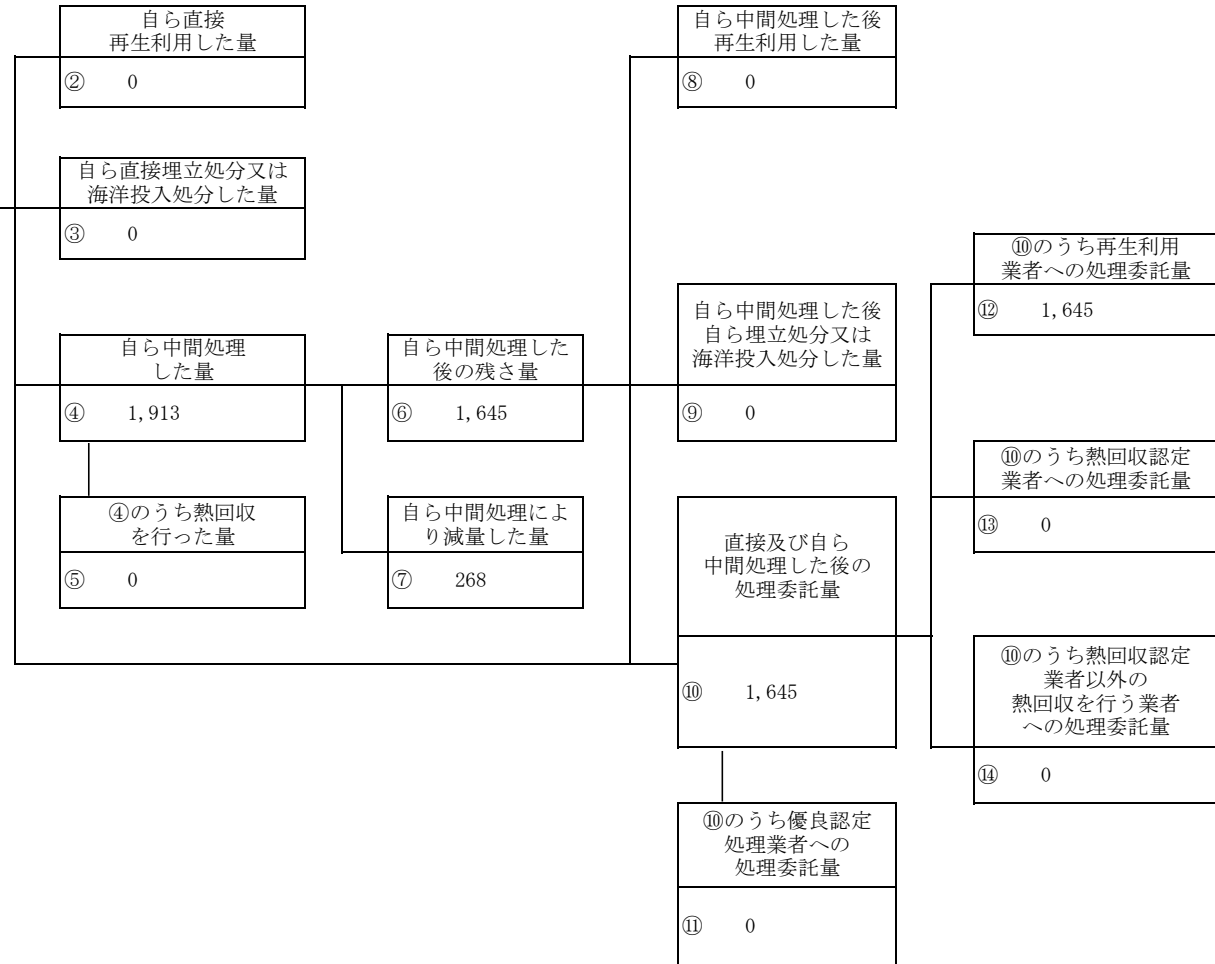 自ら直接
再生利用した量
② 0
自ら直接埋立処分又は
海洋投入処分した量
③ 0
自ら中間処理
した量
④ 1,913
④のうち熱回収
を行った量
⑤ 0
自ら中間処理した
後の残さ量
⑥ 1,645
自ら中間処理によ
り減量した量
⑦ 268
自ら中間処理した後
再生利用した量
⑧ 0
自ら中間処理した後
自ら埋立処分又は
海洋投入処分した量
⑨ 0
直接及び自ら
中間処理した後の
処理委託量
⑩ 1,645
⑩のうち優良認定
処理業者への
処理委託量
⑪ 0
⑩のうち再生利用
業者への処理委託量
⑫ 1,645
⑩のうち熱回収認定
業者への処理委託量
⑬ 0
⑩のうち熱回収認定
業者以外の
熱回収を行う業者
への処理委託量
⑭ 0